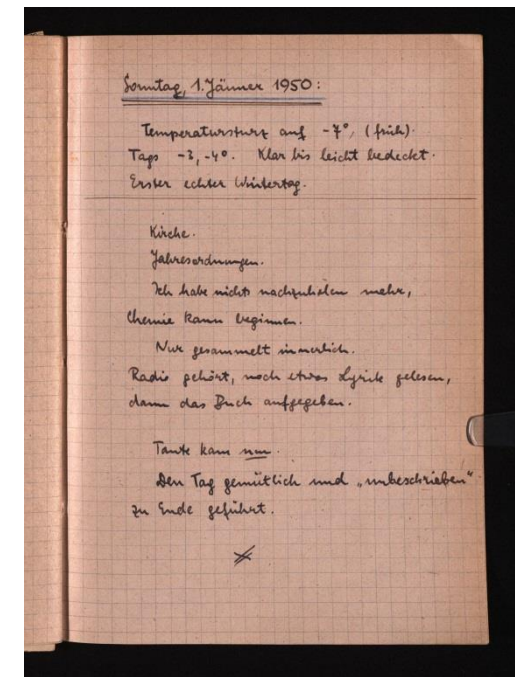 Sonntag, 1. Jänner 1950:
Temperatursturz auf -7°, (früh).
Tags -3, -4°. Klar bis leicht bedeckt.
Erster echter Wintertag.
Kirche.
Jahresordnungen.
Ich habe nichts nachzuholen mehr,
Chemie kann beginnen.
Nur gesammelt innerlich.
Radio gehört, noch etwas Lyrik gelesen,
dann das Buch aufgegeben.
Tante kam nun.
Den Tag gemütlich und „unbeschrieben"
zu Ende geführt.